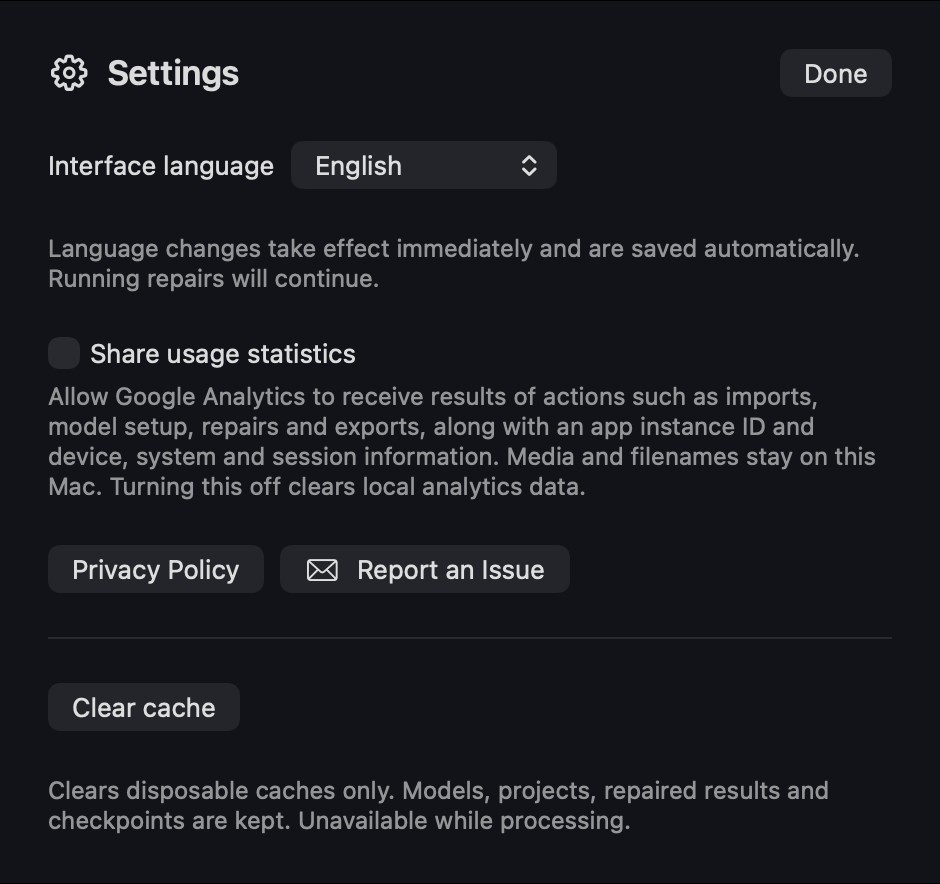 Settings
Done
Interface language
English
Language changes take effect immediately and are saved automatically.
Running repairs will continue.
Share usage statistics
Allow Google Analytics to receive results of actions such as imports,
model setup, repairs and exports, along with an app instance ID and
device, system and session information. Media and filenames stay on this
Mac. Turning this off clears local analytics data.
Privacy Policy
Report an Issue
Clear cache
Clears disposable caches only. Models, projects, repaired results and
checkpoints are kept. Unavailable while processing.